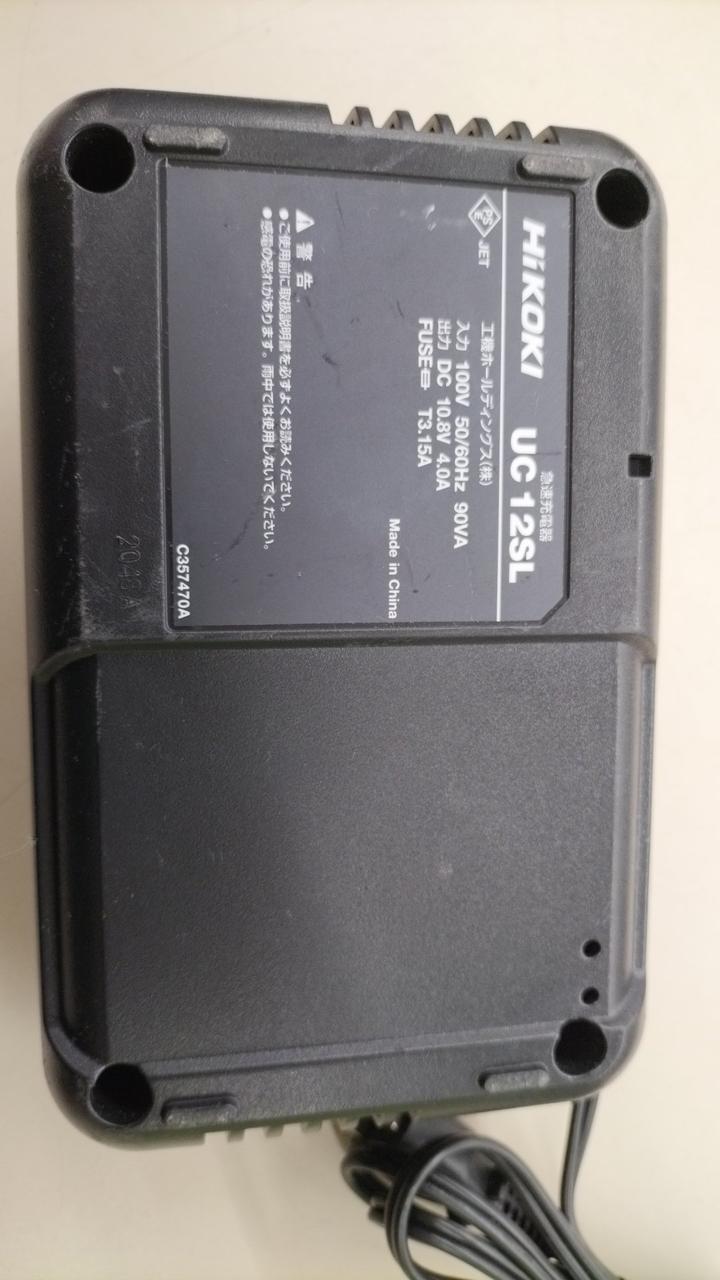 急速充電器
HiKOKI UC 12SL
PS
E
JET
工機ホールディングス(株)
入力 100V 50/60Hz 90VA
出力 DC 10.8V 4.0A
FUSE T3.15A
Made in China
警告
●ご使用前に取扱説明書を必ずよくお読みください。
●感電の恐れがあります。雨中では使用しないでください。
C357470A